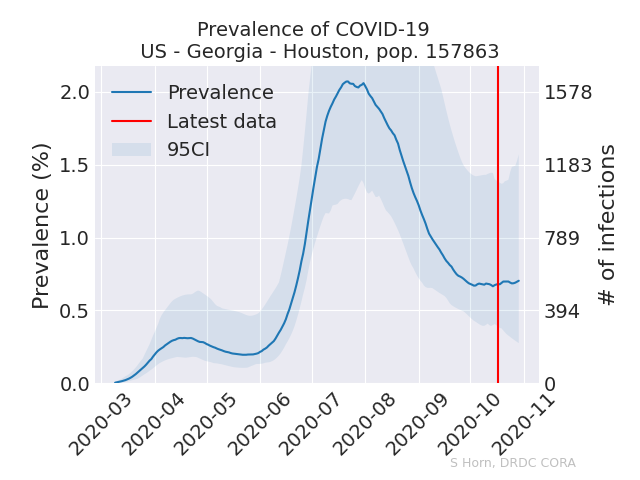 Prevalence of COVID-19
US - Georgia - Houston, pop. 157863
Prevalence
Latest data
95CI
Prevalence (%)
2.0
1.5
1.0
0.5
0.0
# of infections
1578
1183
789
394
0
2020-03
2020-04
2020-05
2020-06
2020-07
2020-08
2020-09
2020-10
2020-11
S Horn, DRDC CORA